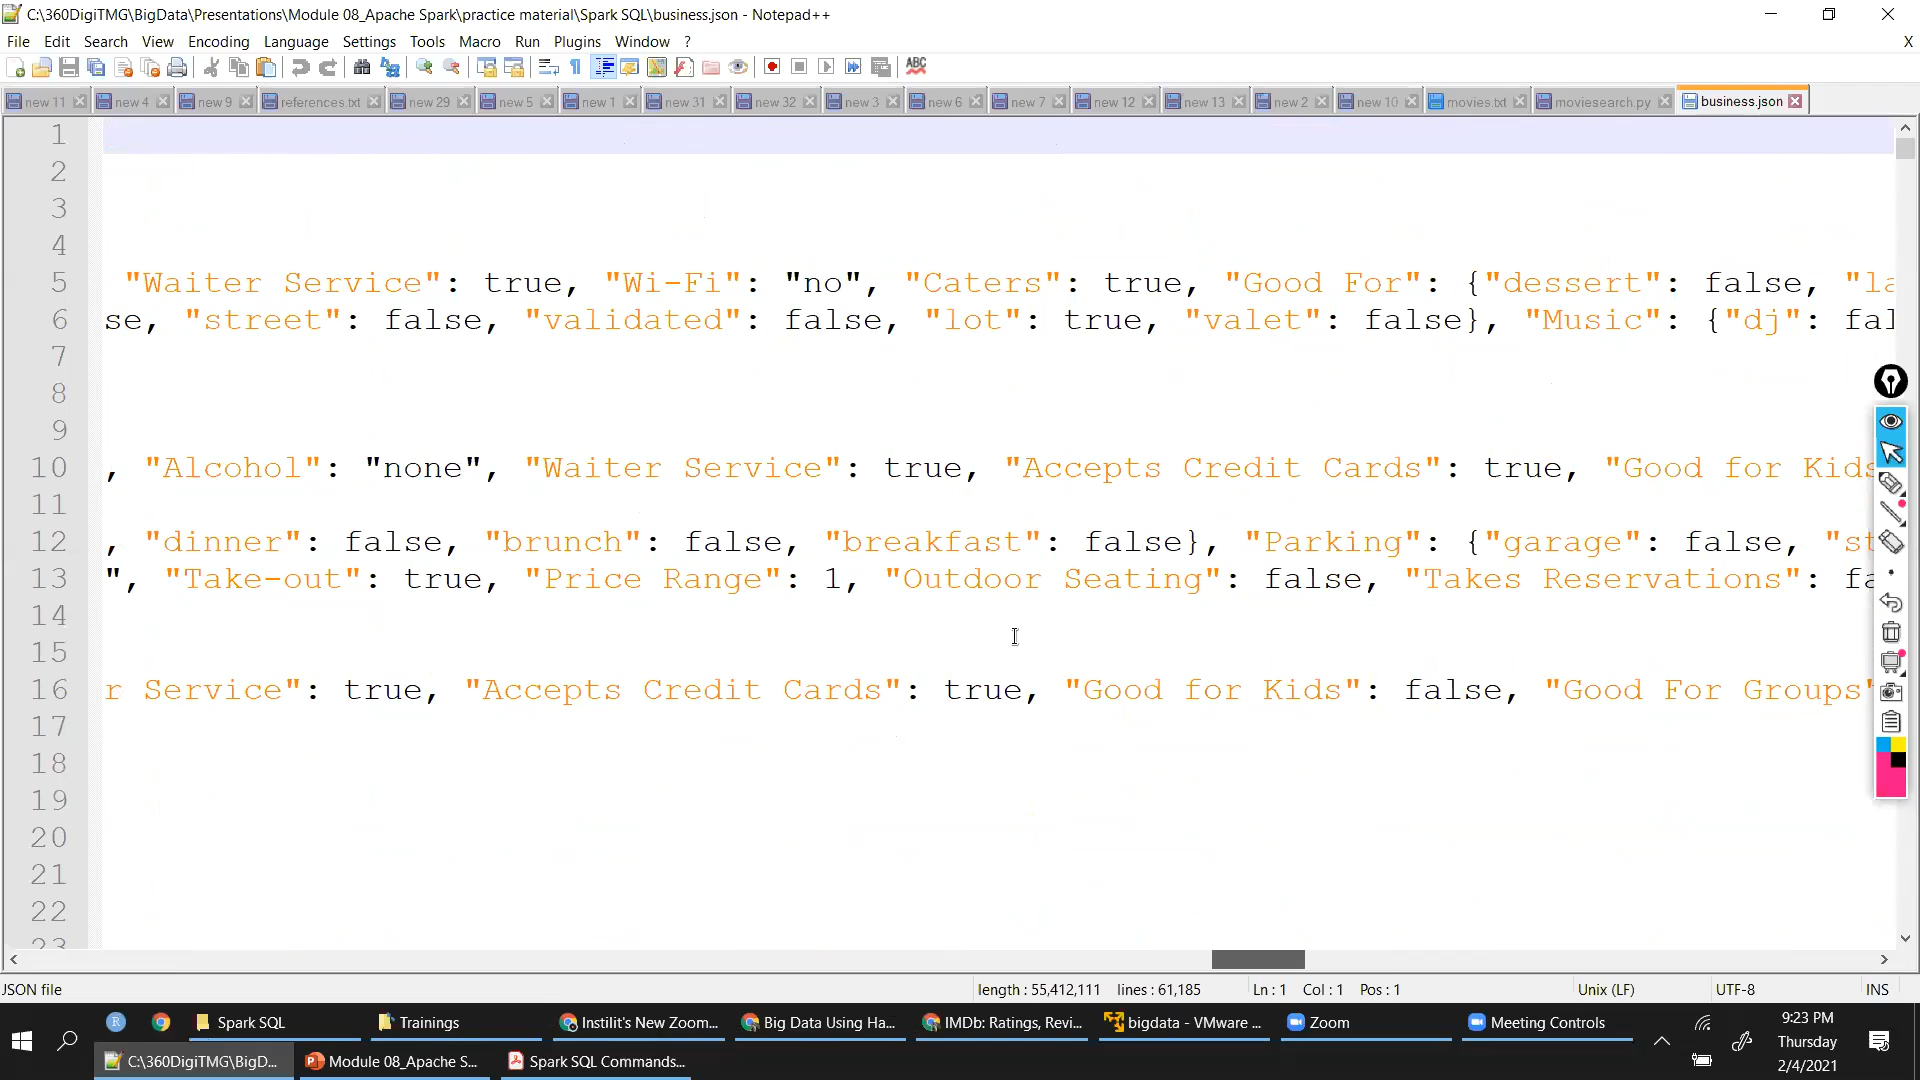 C:\360DigiTMG\BigData\Presentations\Module 08_Apache Spark\practice material\Spark SQL\business.json - Notepad++
File Edit Search View Encoding Language Settings Tools Macro Run Plugins Window ? X
ABC
new 11 new 4 new 9 references.txt new 29 new 5 new 1 new 31 new 32 new 3 new 6 new 7 new 12 new 13 new 2 new 10 movies.txt moviesearch.py business.json
1
2
3
4
5 "Waiter Service": true, "Wi-Fi": "no", "Caters": true, "Good For": {"dessert": false, "la
6 se, "street": false, "validated": false, "lot": true, "valet": false}, "Music": {"dj": fal
7
8
9
10 , "Alcohol": "none", "Waiter Service": true, "Accepts Credit Cards": true, "Good for Kids
11
12 , "dinner": false, "brunch": false, "breakfast": false}, "Parking": {"garage": false, "st
13 ", "Take-out": true, "Price Range": 1, "Outdoor Seating": false, "Takes Reservations": fa
14
15
16 r Service": true, "Accepts Credit Cards": true, "Good for Kids": false, "Good For Groups"
17
18
19
20
21
22
23
JSON file length : 55,412,111 lines : 61,185 Ln : 1 Col : 1 Pos : 1 Unix (LF) UTF-8 INS
Spark SQL Trainings Instilit's New Zoom... Big Data Using Ha... IMDb: Ratings, Revi... bigdata - VMware ... Zoom Meeting Controls
C:\360DigiTMG\BigD... Module 08_Apache S... Spark SQL Commands...
9:23 PM
Thursday
2/4/2021